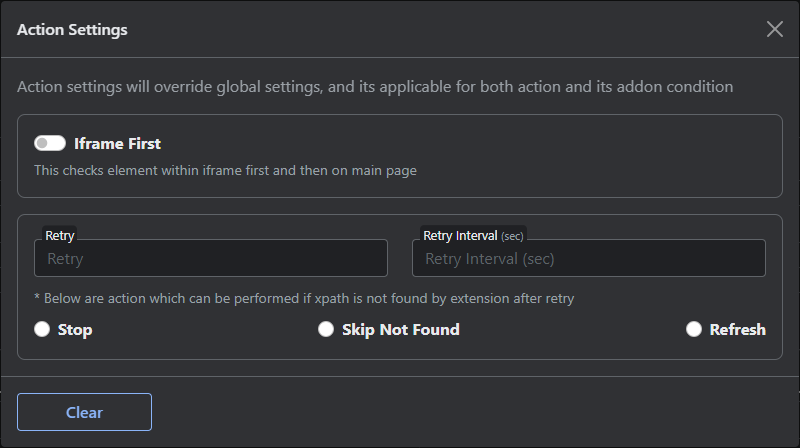 Action Settings
Action settings will override global settings, and its applicable for both action and its addon condition
Iframe First
This checks element within iframe first and then on main page
Retry
Retry Interval (sec)
Retry
Retry Interval (sec)
* Below are action which can be performed if xpath is not found by extension after retry
Stop
Skip Not Found
Refresh
Clear